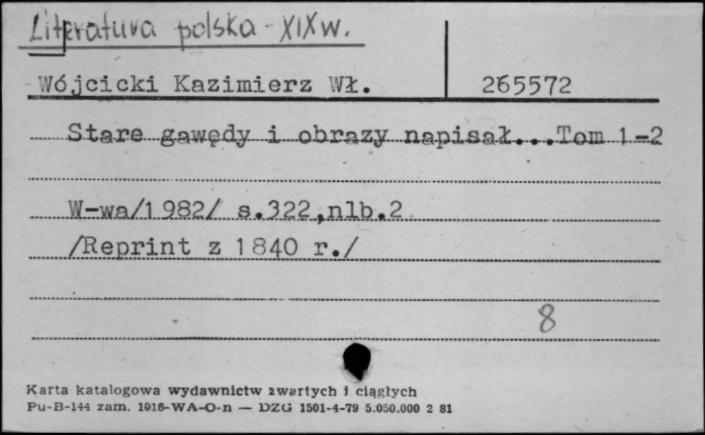 Literatura polska - XIX w.
Wójcicki Kazimierz Wł. 265572
Stare gawędy i obrazy napisał...Tom 1-2
W-wa/1982/ s.322,nlb.2
/Reprint z 1840 r./
8
Karta katalogowa wydawnictw zwartych i ciągłych
Pu-B-144 zam. 1016-WA-O-n — DZG 1501-4-79 5.050.000 2 81